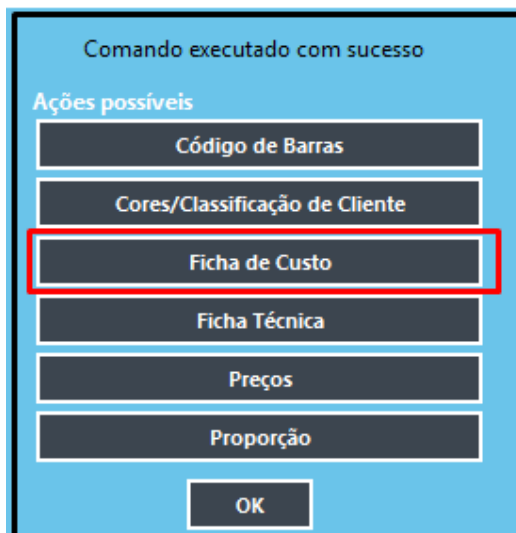 Comando executado com sucesso
Ações possíveis
Código de Barras
Cores/Classificação de Cliente
Ficha de Custo
Ficha Técnica
Preços
Proporção
OK